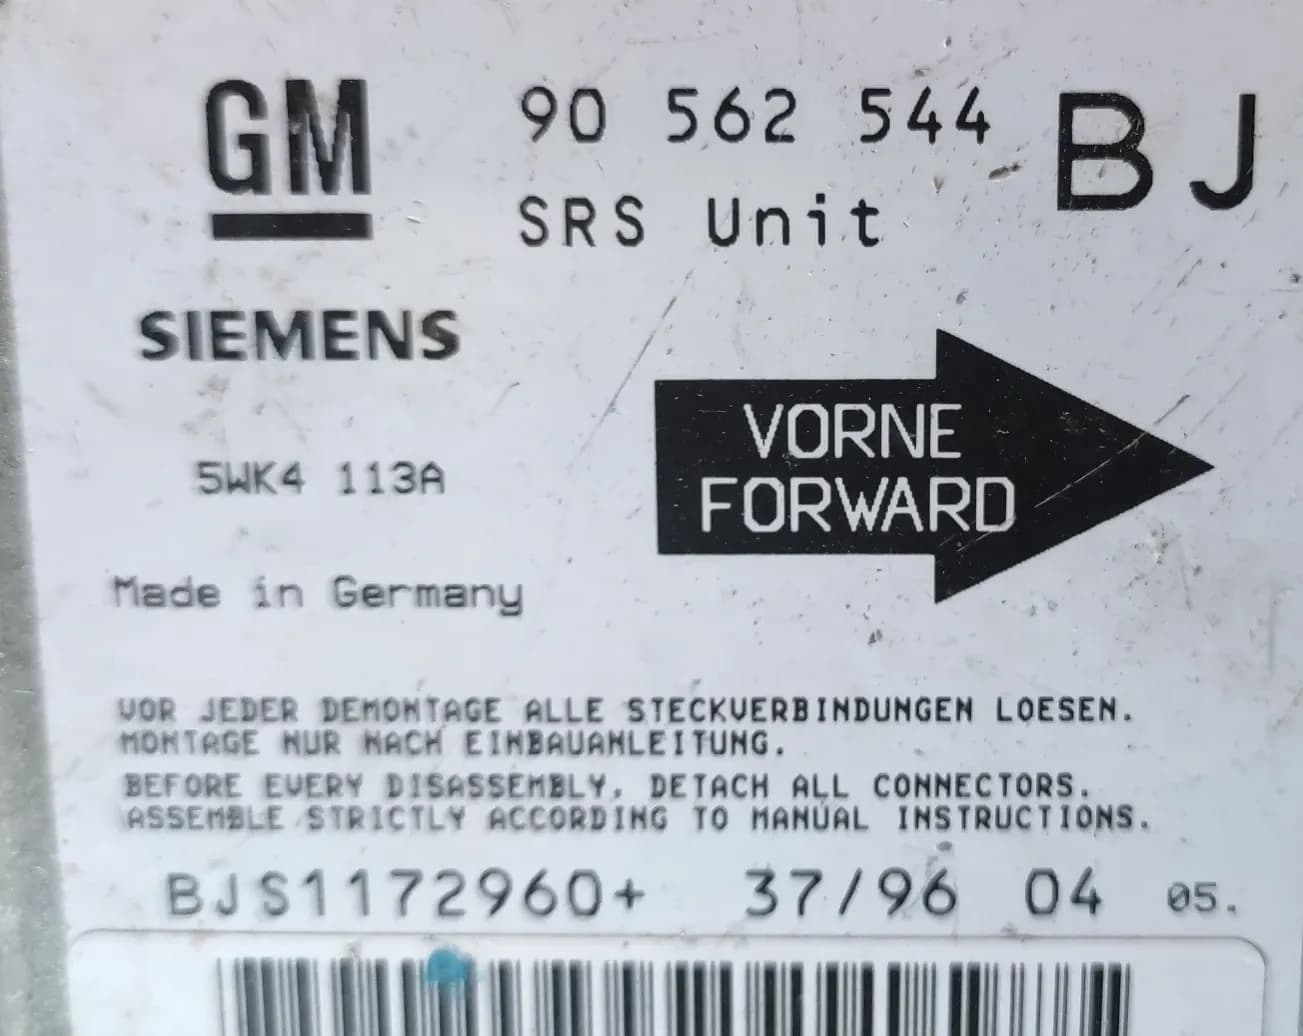 GM 90 562 544 BJ
SRS Unit
SIEMENS
VORNE
FORWARD
5WK4 113A
Made in Germany
VOR JEDER DEMONTAGE ALLE STECKVERBINDUNGEN LOESEN.
MONTAGE NUR NACH EINBAUANLEITUNG.
BEFORE EVERY DISASSEMBLY, DETACH ALL CONNECTORS.
ASSEMBLE STRICTLY ACCORDING TO MANUAL INSTRUCTIONS.
BJS1172960+ 37/96 04 05.